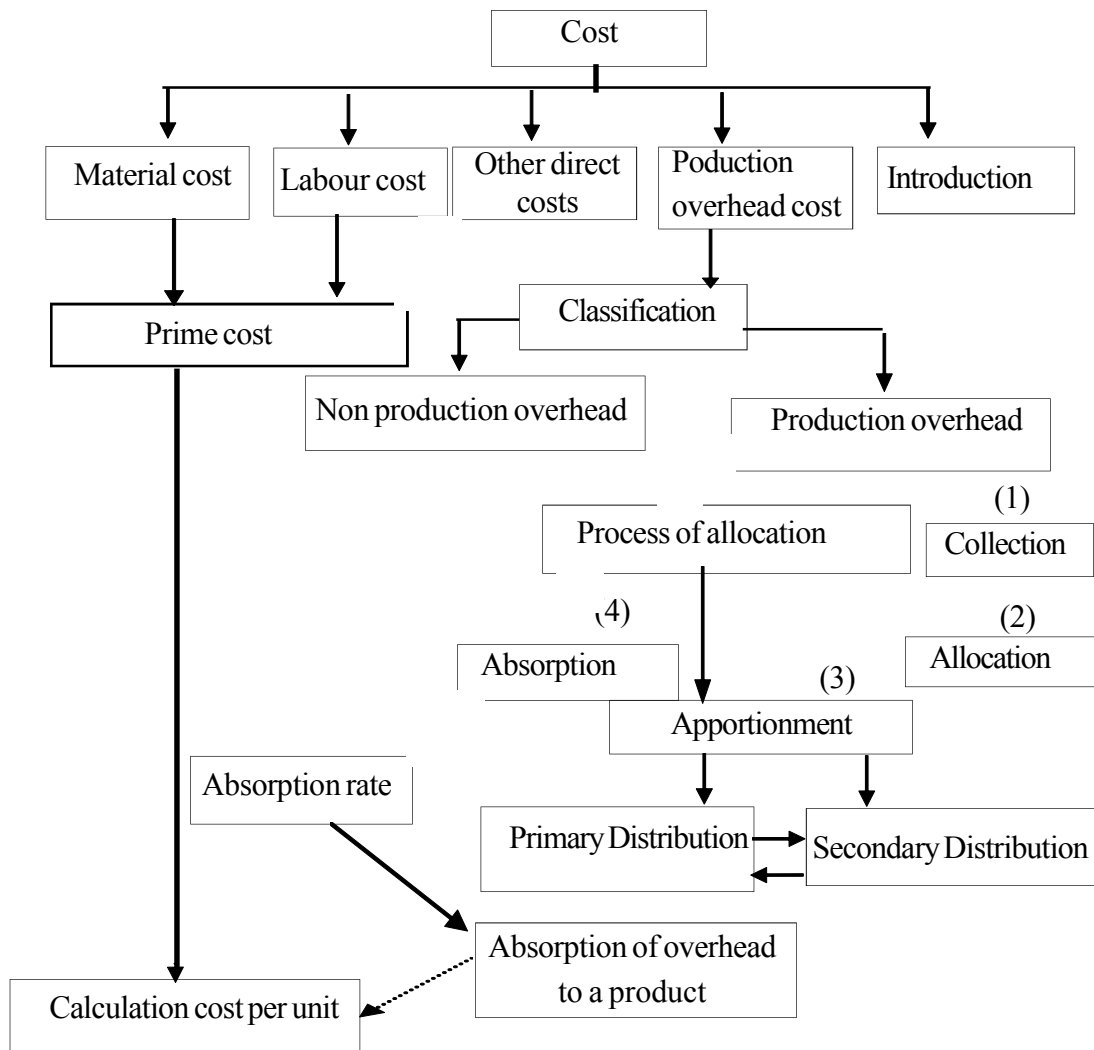 Cost
Material cost
Labour cost
Other direct
costs
Poduction
overhead cost
Introduction
Prime cost
Classification
Non production overhead
Production overhead
(1)
Process of allocation
Collection
(4)
(2)
Absorption
Allocation
(3)
Apportionment
Absorption rate
Primary Distribution
Secondary Distribution
Absorption of overhead
to a product
Calculation cost per unit